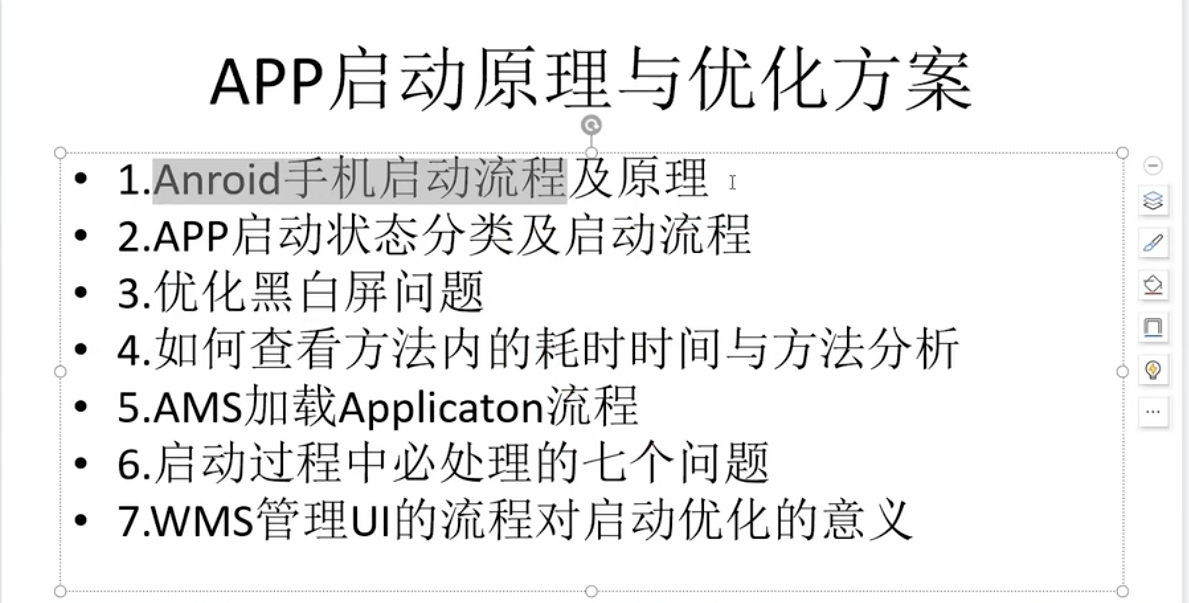 APP启动原理与优化方案
• 1.Anroid手机启动流程及原理
• 2.APP启动状态分类及启动流程
• 3.优化黑白屏问题
• 4.如何查看方法内的耗时时间与方法分析
• 5.AMS加载Applicaton流程
• 6.启动过程中必处理的七个问题
• 7.WMS管理UI的流程对启动优化的意义